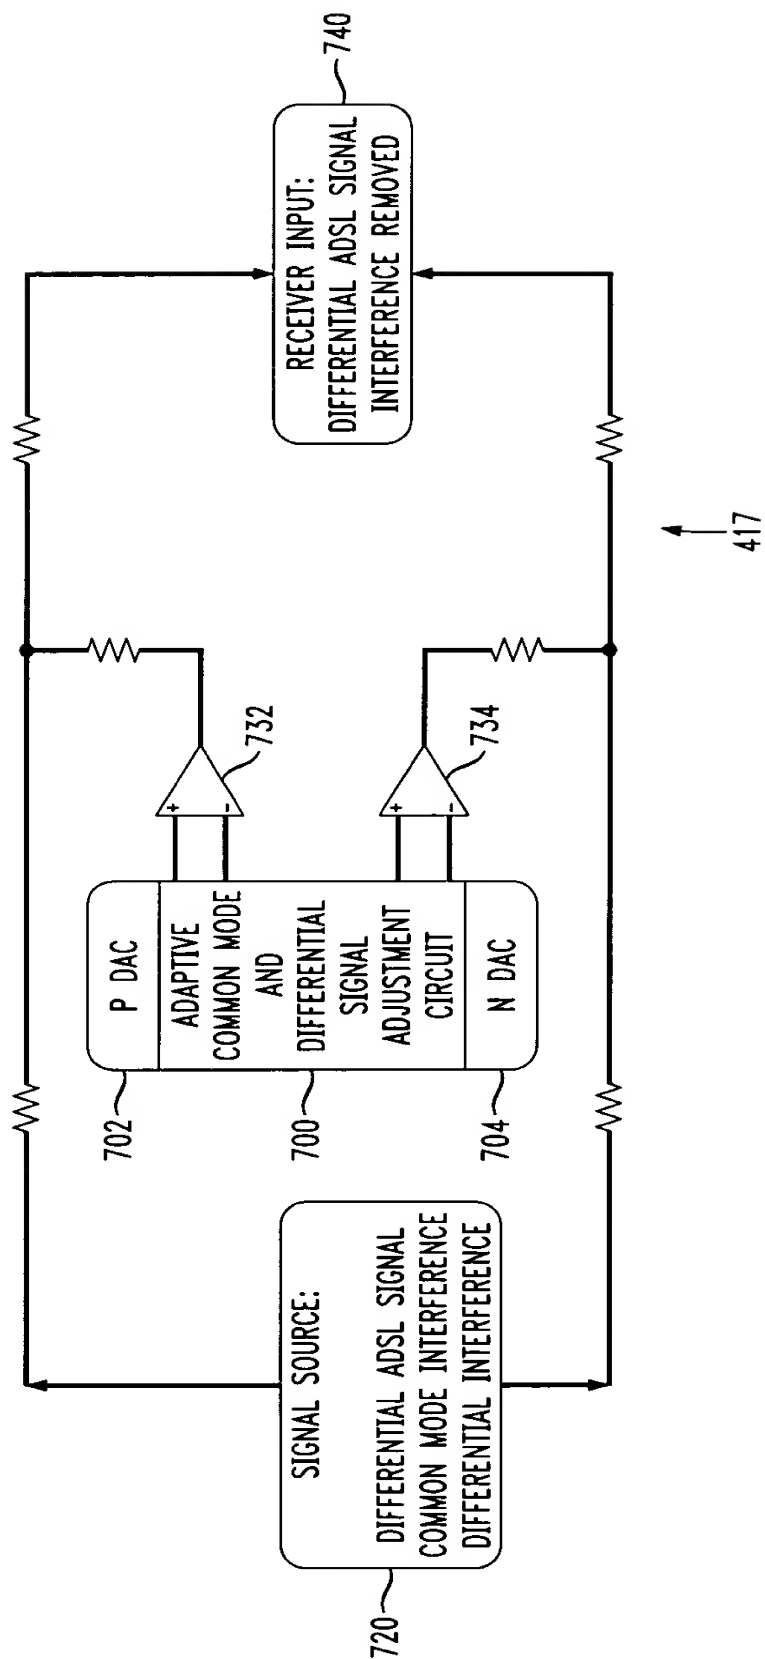 720
SIGNAL SOURCE:
DIFFERENTIAL ADSL SIGNAL
COMMON MODE INTERFERENCE
DIFFERENTIAL INTERFERENCE
702
P DAC
700
ADAPTIVE
COMMON MODE
AND
DIFFERENTIAL
SIGNAL
ADJUSTMENT
CIRCUIT
704
N DAC
+
-
732
+
-
734
740
RECEIVER INPUT:
DIFFERENTIAL ADSL SIGNAL
INTERFERENCE REMOVED
417